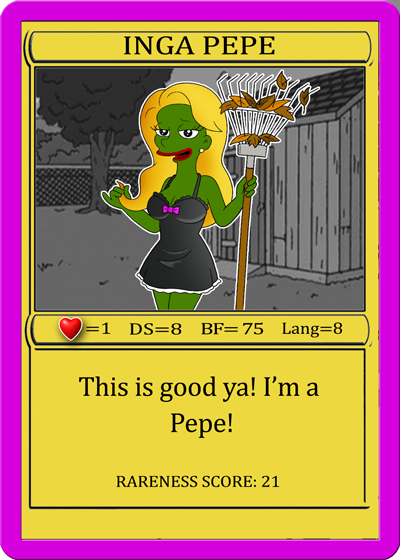 INGA PEPE
=1 DS=8 BF= 75 Lang=8
This is good ya! I'm a
Pepe!
RARENESS SCORE: 21